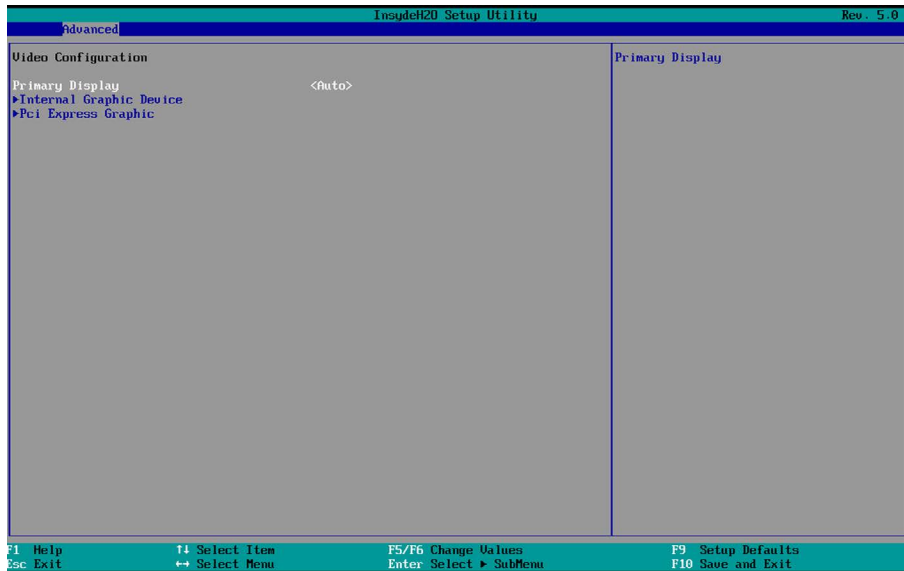 InsydeH2O Setup Utility Rev. 5.0
Advanced
Video Configuration
Primary Display
Primary Display <Auto>
▶Internal Graphic Device
▶Pci Express Graphic
F1 Help ↑↓ Select Item F5/F6 Change Values F9 Setup Defaults
Esc Exit ↔ Select Menu Enter Select ▶ SubMenu F10 Save and Exit